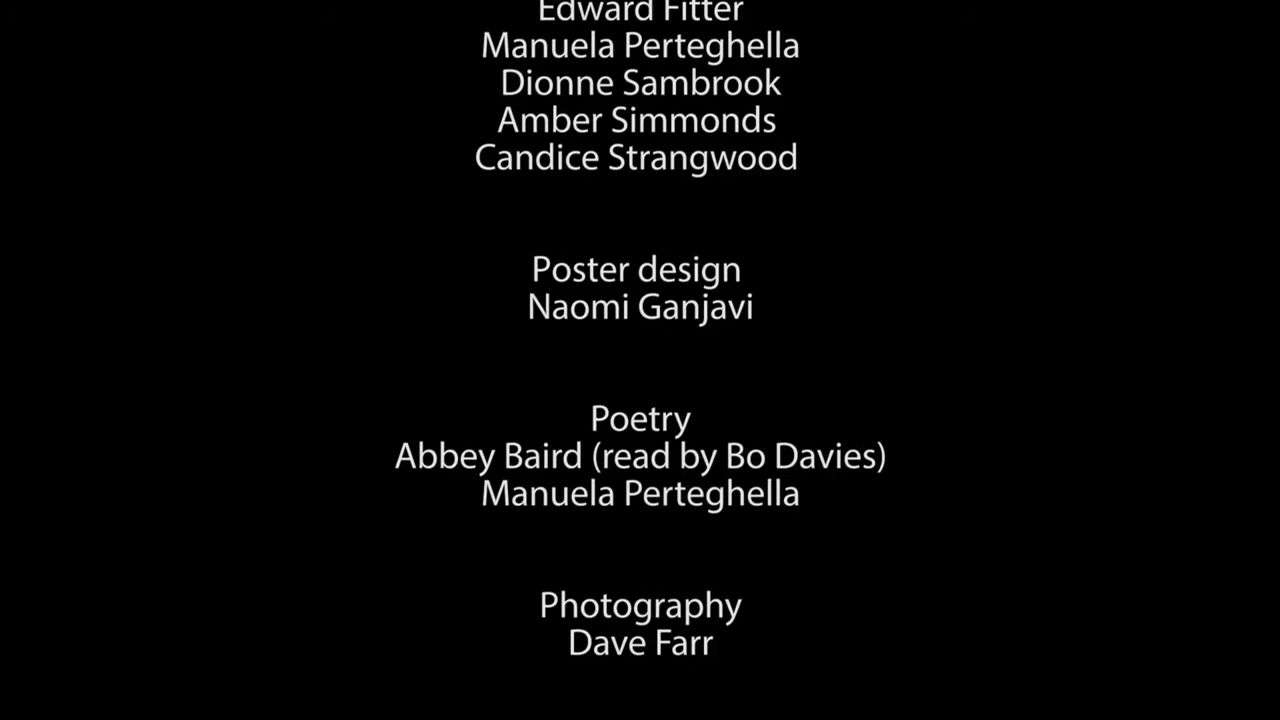 Edward Fitter
Manuela Perteghella
Dionne Sambrook
Amber Simmonds
Candice Strangwood
Poster design
Naomi Ganjavi
Poetry
Abbey Baird (read by Bo Davies)
Manuela Perteghella
Photography
Dave Farr